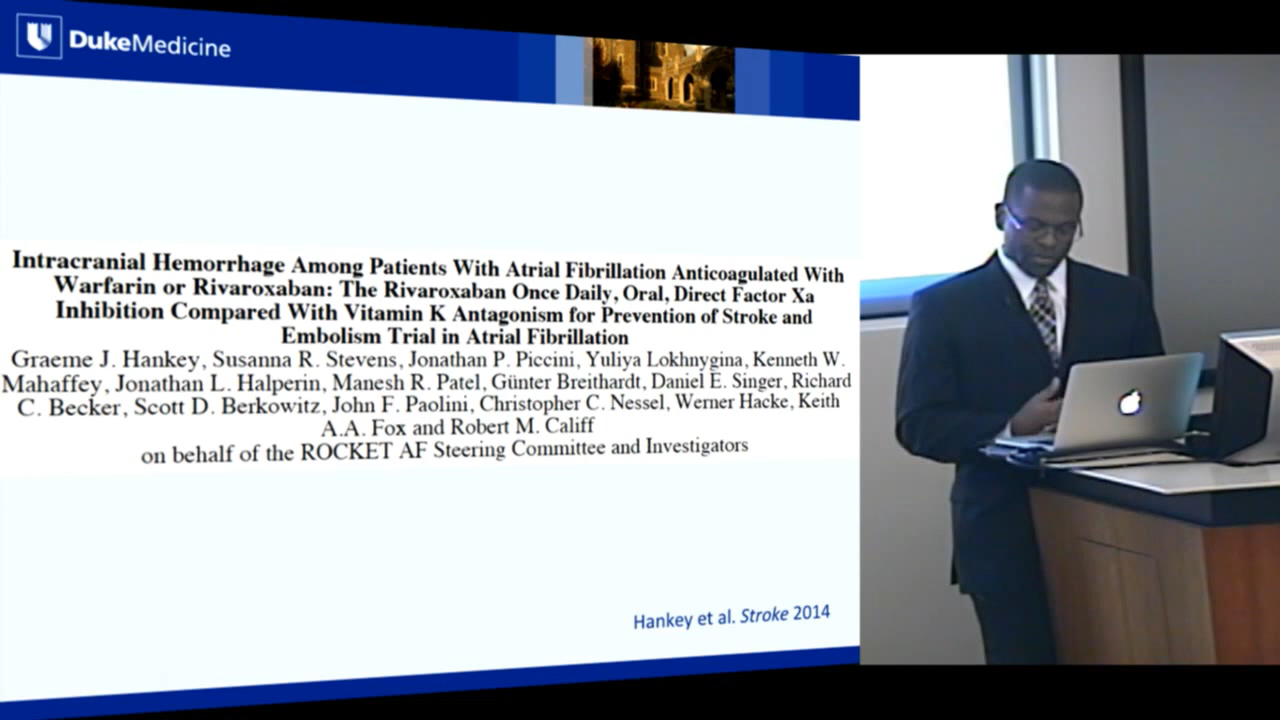 DukeMedicine
Intracranial Hemorrhage Among Patients With Atrial Fibrillation Anticoagulated With
Warfarin or Rivaroxaban: The Rivaroxaban Once Daily, Oral, Direct Factor Xa
Inhibition Compared With Vitamin K Antagonism for Prevention of Stroke and
Embolism Trial in Atrial Fibrillation
Graeme J. Hankey, Susanna R. Stevens, Jonathan P. Piccini, Yuliya Lokhnygina, Kenneth W.
Mahaffey, Jonathan L. Halperin, Manesh R. Patel, Günter Breithardt, Daniel E. Singer, Richard
C. Becker, Scott D. Berkowitz, John F. Paolini, Christopher C. Nessel, Werner Hacke, Keith
A.A. Fox and Robert M. Califf
on behalf of the ROCKET AF Steering Committee and Investigators
Hankey et al. Stroke 2014